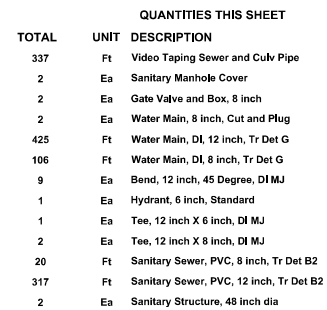 QUANTITIES THIS SHEET
TOTAL UNIT DESCRIPTION
337 Ft Video Taping Sewer and Culv Pipe
2 Ea Sanitary Manhole Cover
2 Ea Gate Valve and Box, 8 inch
2 Ea Water Main, 8 inch, Cut and Plug
425 Ft Water Main, DI, 12 inch, Tr Det G
106 Ft Water Main, DI, 8 inch, Tr Det G
9 Ea Bend, 12 inch, 45 Degree, DI MJ
1 Ea Hydrant, 6 inch, Standard
1 Ea Tee, 12 inch X 6 inch, DI MJ
2 Ea Tee, 12 inch X 8 inch, DI MJ
20 Ft Sanitary Sewer, PVC, 8 inch, Tr Det B2
317 Ft Sanitary Sewer, PVC, 12 inch, Tr Det B2
2 Ea Sanitary Structure, 48 inch dia